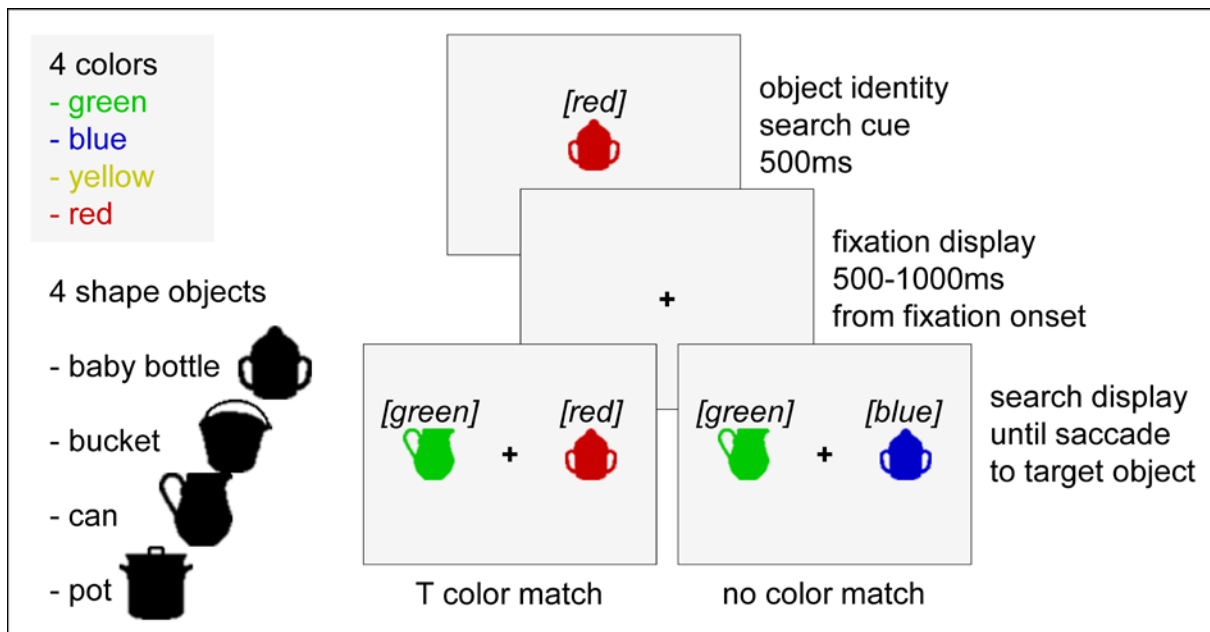 4 colors
- green
- blue
- yellow
- red
4 shape objects
- baby bottle
- bucket
- can
- pot
[red]
object identity
search cue
500ms
+
fixation display
500-1000ms
from fixation onset
[green] [red]
+
[green] [blue]
+
search display
until saccade
to target object
T color match
no color match